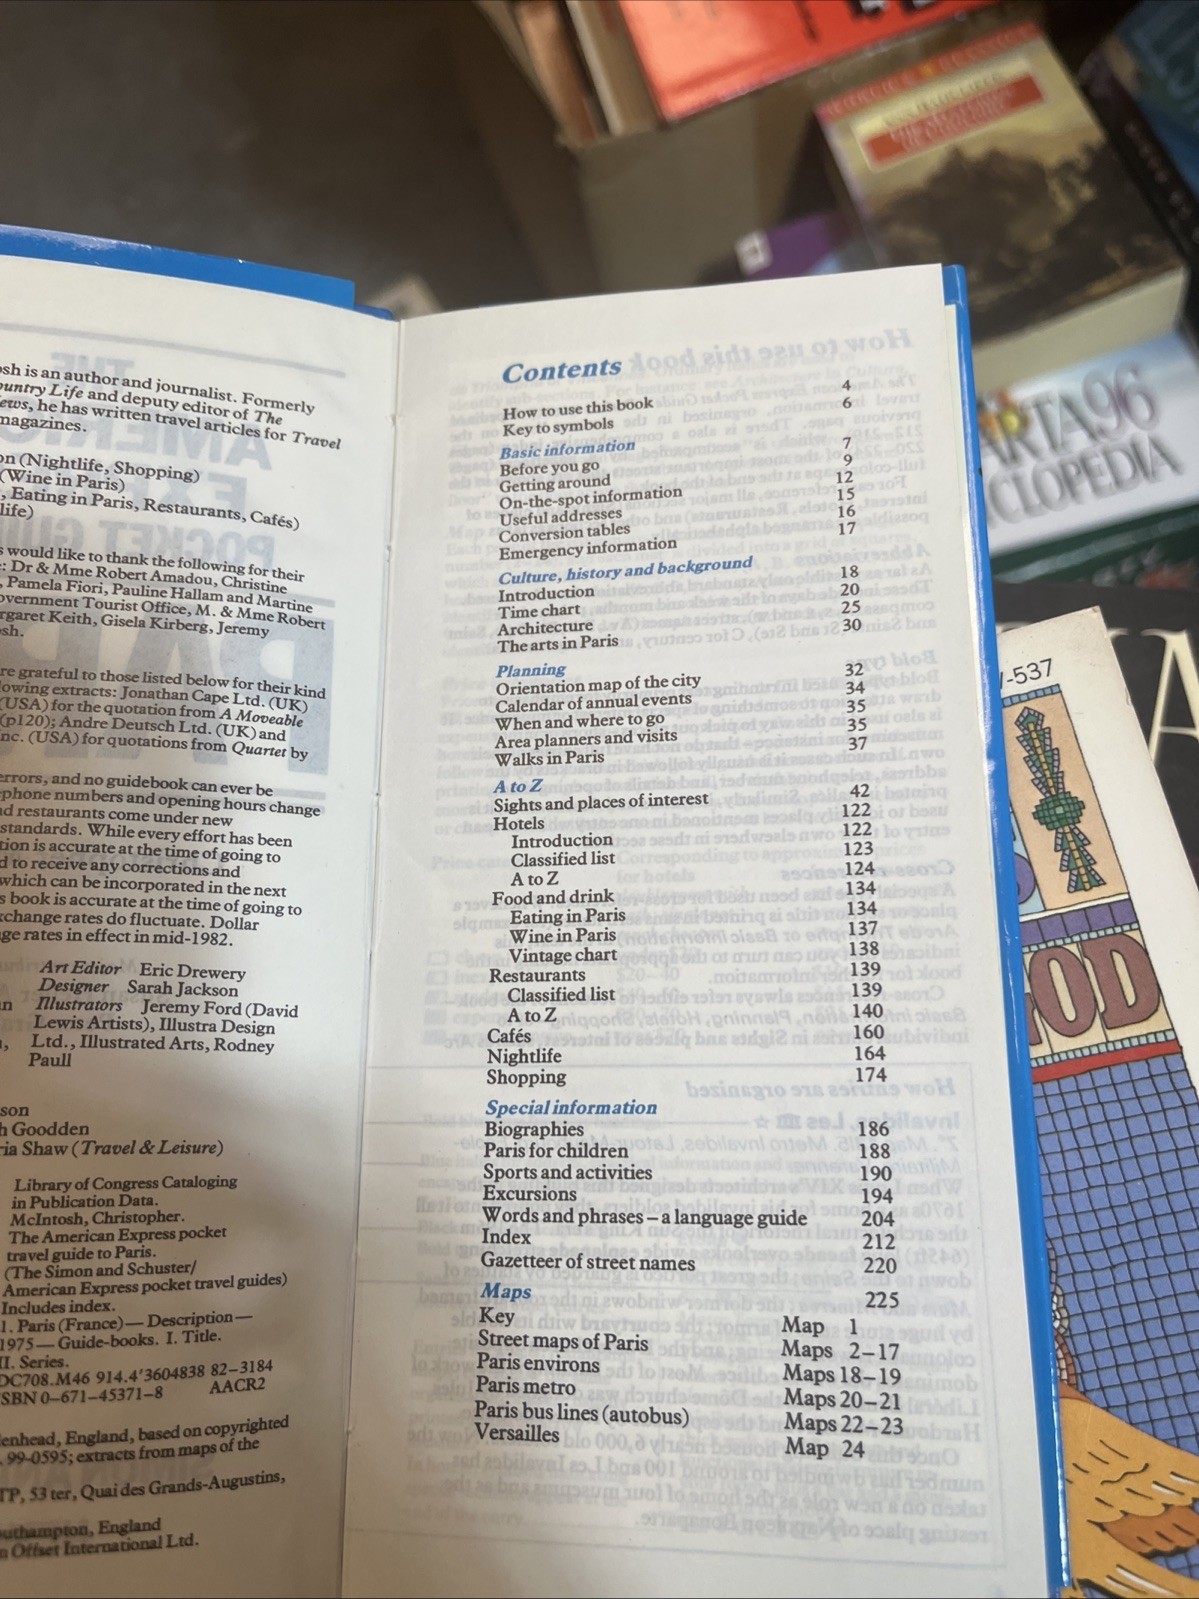 osh is an author and journalist. Formerly
ountry Life and deputy editor of The
ews, he has written travel articles for Travel
magazines.
on (Nightlife, Shopping)
(Wine in Paris)
, Eating in Paris, Restaurants, Cafés)
life)
s would like to thank the following for their
: Dr & Mme Robert Amadou, Christine
, Pamela Fiori, Pauline Hallam and Martine
overnment Tourist Office, M. & Mme Robert
rgaret Keith, Gisela Kirberg, Jeremy
osh.
re grateful to those listed below for their kind
lowing extracts: Jonathan Cape Ltd. (UK)
(USA) for the quotation from A Moveable
(p120); Andre Deutsch Ltd. (UK) and
nc. (USA) for quotations from Quartet by
errors, and no guidebook can ever be
phone numbers and opening hours change
nd restaurants come under new
standards. While every effort has been
tion is accurate at the time of going to
d to receive any corrections and
which can be incorporated in the next
s book is accurate at the time of going to
xchange rates do fluctuate. Dollar
ge rates in effect in mid-1982.
Art Editor Eric Drewery
Designer Sarah Jackson
n Illustrators Jeremy Ford (David
Lewis Artists), Illustra Design
, Ltd., Illustrated Arts, Rodney
Paull
son
h Goodden
ria Shaw (Travel & Leisure)
Library of Congress Cataloging
in Publication Data.
McIntosh, Christopher.
The American Express pocket
travel guide to Paris.
(The Simon and Schuster/
American Express pocket travel guides)
Includes index.
1. Paris (France) — Description —
1975 — Guide-books. I. Title.
II. Series.
DC708.M46 914.4'3604838 82–3184
SBN 0–671–45371–8 AACR2
enhead, England, based on copyrighted
. 99-0595; extracts from maps of the
TP, 53 ter, Quai des Grands-Augustins,
outhampton, England
n Offset International Ltd.
Contents
How to use this book 4
Key to symbols 6
Basic information
Before you go 7
Getting around 9
On-the-spot information 12
Useful addresses 15
Conversion tables 16
Emergency information 17
Culture, history and background
Introduction 18
Time chart 20
Architecture 25
The arts in Paris 30
Planning
Orientation map of the city 32
Calendar of annual events 34
When and where to go 35
Area planners and visits 35
Walks in Paris 37
A to Z
Sights and places of interest 42
Hotels 122
Introduction 122
Classified list 123
A to Z 124
Food and drink 134
Eating in Paris 134
Wine in Paris 137
Vintage chart 138
Restaurants 139
Classified list 139
A to Z 140
Cafés 160
Nightlife 164
Shopping 174
Special information
Biographies 186
Paris for children 188
Sports and activities 190
Excursions 194
Words and phrases – a language guide 204
Index 212
Gazetteer of street names 220
Maps 225
Key Map 1
Street maps of Paris Maps 2–17
Paris environs Maps 18–19
Paris metro Maps 20–21
Paris bus lines (autobus) Maps 22–23
Versailles Map 24
ARTA96
CLOPEDIA
-537
OD